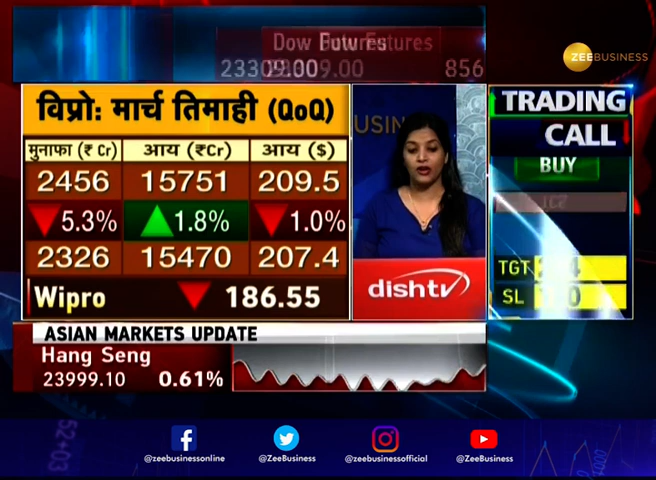 Dow Futures
ZEEBUSINESS
विप्रो: मार्च तिमाही (QoQ)
मुनाफा (₹ Cr) आय (₹Cr) आय ($)
2456 15751 209.5
5.3% 1.8% 1.0%
2326 15470 207.4
Wipro 186.55
dishtv
TRADING
CALL
BUY
TGT
SL
ASIAN MARKETS UPDATE
Hang Seng
23999.10 0.61%
@zeebusinessonline @ZeeBusiness @zeebusinessofficial @ZeeBusiness